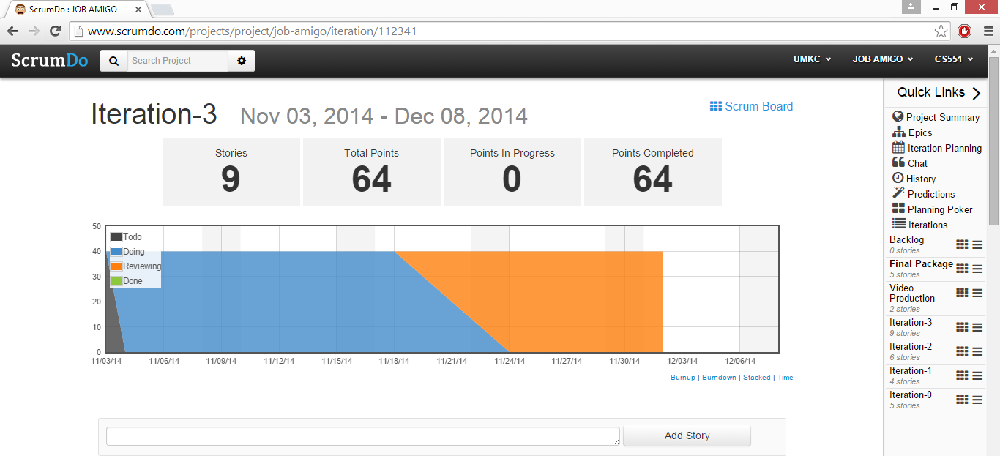 ScrumDo : JOB AMIGO
www.scrumdo.com/projects/project/job-amigo/iteration/112341
ScrumDo Search Project UMKC JOB AMIGO CS551
Iteration-3 Nov 03, 2014 - Dec 08, 2014
Scrum Board
Stories Total Points Points In Progress Points Completed
9 64 0 64
50
40
30
20
10
0
Todo
Doing
Reviewing
Done
11/03/14 11/06/14 11/09/14 11/12/14 11/15/14 11/18/14 11/21/14 11/24/14 11/27/14 11/30/14 12/03/14 12/06/14
Burnup | Burndown | Stacked | Time
Add Story
Quick Links
Project Summary
Epics
Iteration Planning
Chat
History
Predictions
Planning Poker
Iterations
Backlog
0 stories
Final Package
5 stories
Video
Production
2 stories
Iteration-3
9 stories
Iteration-2
6 stories
Iteration-1
4 stories
Iteration-0
5 stories